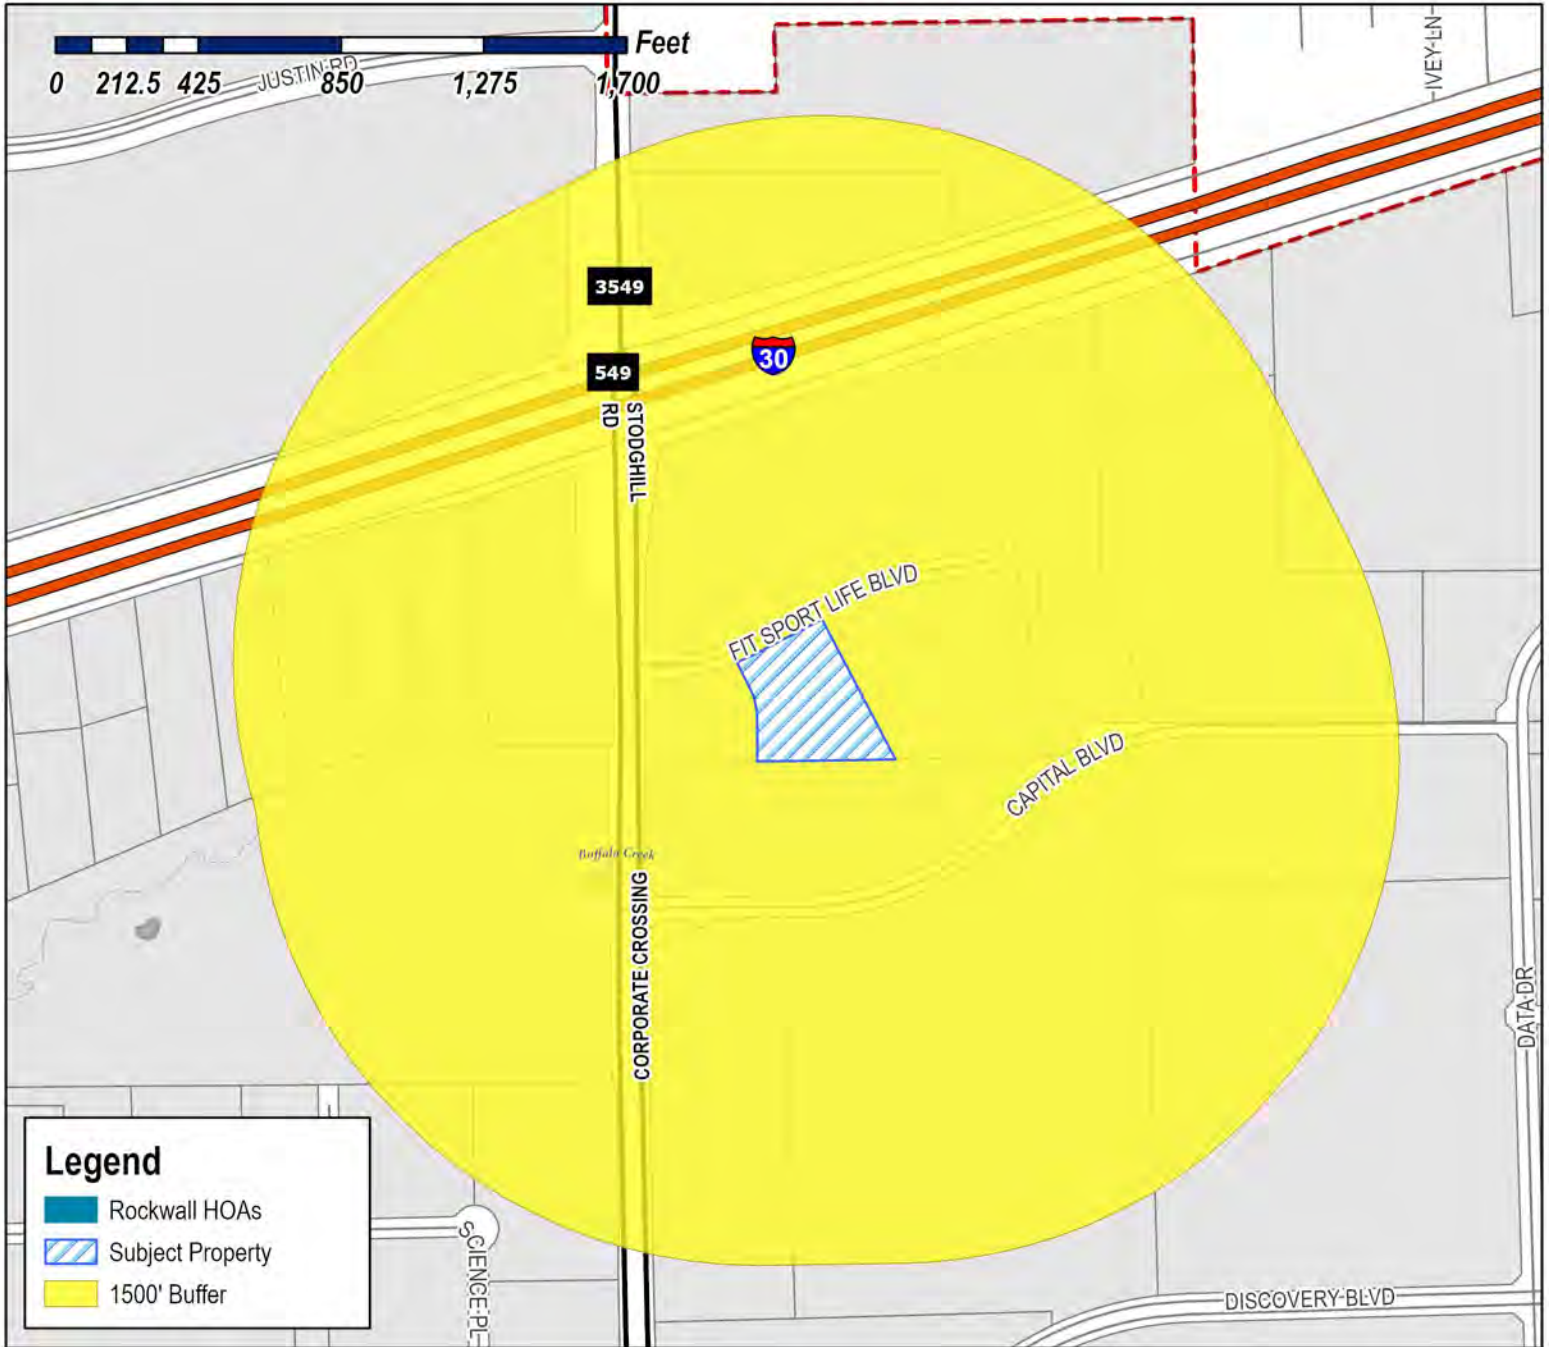 Feet
0 212.5 425 850 1,275 1,700
JUSTIN RD
IVEY LN
3549
30
549
STODGHILL
RD
FIT SPORT LIFE BLVD
CAPITAL BLVD
Buffalo Creek
CORPORATE CROSSING
DATA DR
Legend
Rockwall HOAs
Subject Property
1500' Buffer
SCIENCE PL
DISCOVERY BLVD